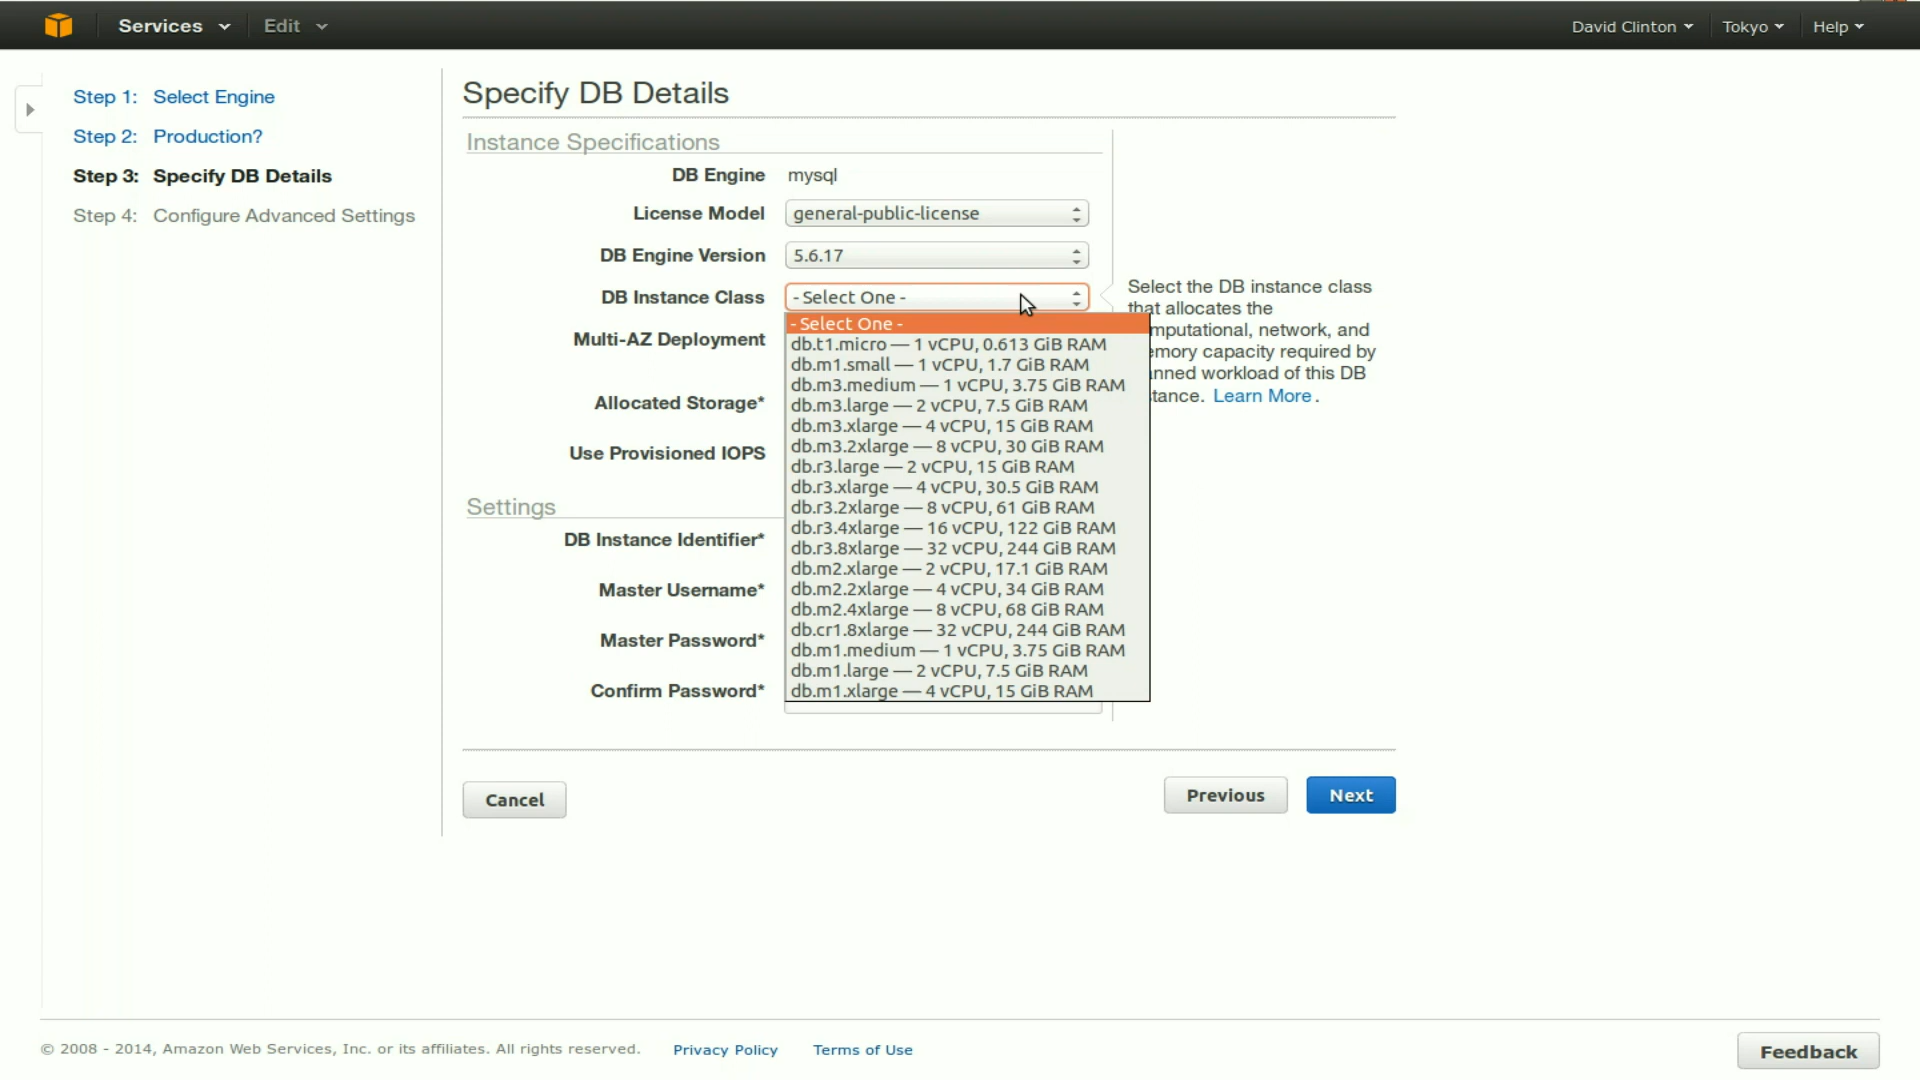 Services Edit David Clinton Tokyo Help
Step 1: Select Engine
Step 2: Production?
Step 3: Specify DB Details
Step 4: Configure Advanced Settings
Specify DB Details
Instance Specifications
DB Engine mysql
License Model general-public-license
DB Engine Version 5.6.17
DB Instance Class - Select One -
Multi-AZ Deployment
Allocated Storage*
Use Provisioned IOPS
- Select One -
db.t1.micro — 1 vCPU, 0.613 GiB RAM
db.m1.small — 1 vCPU, 1.7 GiB RAM
db.m3.medium — 1 vCPU, 3.75 GiB RAM
db.m3.large — 2 vCPU, 7.5 GiB RAM
db.m3.xlarge — 4 vCPU, 15 GiB RAM
db.m3.2xlarge — 8 vCPU, 30 GiB RAM
db.r3.large — 2 vCPU, 15 GiB RAM
db.r3.xlarge — 4 vCPU, 30.5 GiB RAM
db.r3.2xlarge — 8 vCPU, 61 GiB RAM
db.r3.4xlarge — 16 vCPU, 122 GiB RAM
db.r3.8xlarge — 32 vCPU, 244 GiB RAM
db.m2.xlarge — 2 vCPU, 17.1 GiB RAM
db.m2.2xlarge — 4 vCPU, 34 GiB RAM
db.m2.4xlarge — 8 vCPU, 68 GiB RAM
db.cr1.8xlarge — 32 vCPU, 244 GiB RAM
db.m1.medium — 1 vCPU, 3.75 GiB RAM
db.m1.large — 2 vCPU, 7.5 GiB RAM
db.m1.xlarge — 4 vCPU, 15 GiB RAM
Select the DB instance class
that allocates the
mputational, network, and
emory capacity required by
anned workload of this DB
stance. Learn More.
Settings
DB Instance Identifier*
Master Username*
Master Password*
Confirm Password*
Cancel Previous Next
© 2008 - 2014, Amazon Web Services, Inc. or its affiliates. All rights reserved. Privacy Policy Terms of Use Feedback